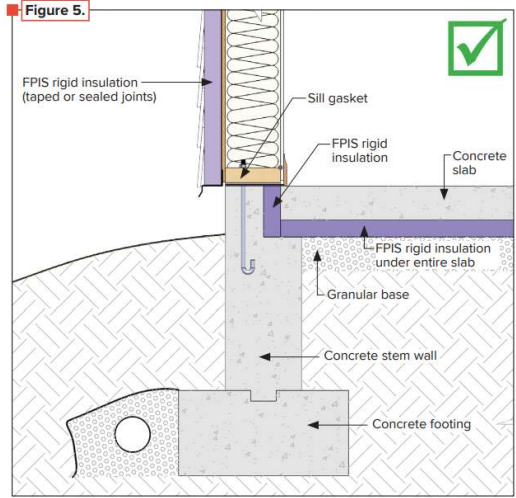 Figure 5.
FPIS rigid insulation
(taped or sealed joints)
Sill gasket
FPIS rigid
insulation
Concrete
slab
FPIS rigid insulation
under entire slab
Granular base
Concrete stem wall
Concrete footing